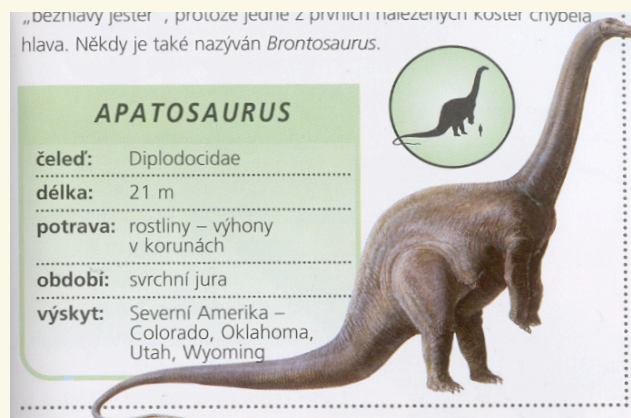 „bezhlavý ještěr“, protože jedné z prvních nalezených koster chyběla
hlava. Někdy je také nazýván Brontosaurus.
APATOSAURUS
čeleď: Diplodocidae
délka: 21 m
potrava: rostliny – výhony
v korunách
období: svrchní jura
výskyt: Severní Amerika –
Colorado, Oklahoma,
Utah, Wyoming